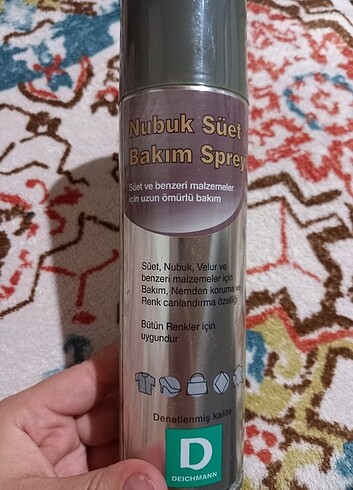 Nubuk Süet
Bakım Sprey
Süet ve benzeri malzemeler
için uzun ömürlü bakım
Süet, Nubuk, Velur ve
benzeri malzemeler için
Bakım, Nemden koruma ve
Renk canlandırma özelliği
Bütün Renkler için
uygundur
Denetlenmiş kalite
D
DEICHMANN